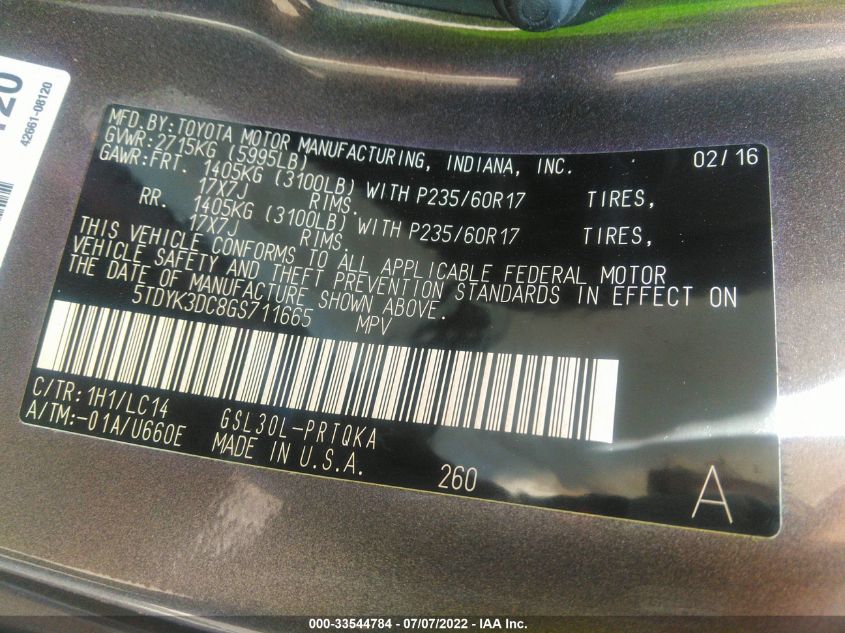 120
42661-08120
MFD.BY:TOYOTA MOTOR MANUFACTURING, INDIANA, INC. 02/16
GVWR:2715KG (5995LB)
GAWR:FRT. 1405KG (3100LB) WITH P235/60R17 TIRES,
17X7J RIMS.
RR. 1405KG (3100LB) WITH P235/60R17 TIRES,
17X7J RIMS.
THIS VEHICLE CONFORMS TO ALL APPLICABLE FEDERAL MOTOR
VEHICLE SAFETY AND THEFT PREVENTION STANDARDS IN EFFECT ON
THE DATE OF MANUFACTURE SHOWN ABOVE.
5TDYK3DC8GS711665 MPV
C/TR:1H1/LC14 GSL30L-PRTQKA
A/TM:-01A/U660E MADE IN U.S.A. 260 A
000-33544784 - 07/07/2022 - IAA Inc.